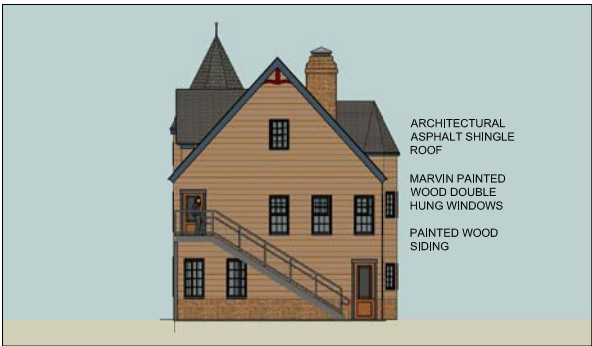 ARCHITECTURAL
ASPHALT SHINGLE
ROOF
MARVIN PAINTED
WOOD DOUBLE
HUNG WINDOWS
PAINTED WOOD
SIDING